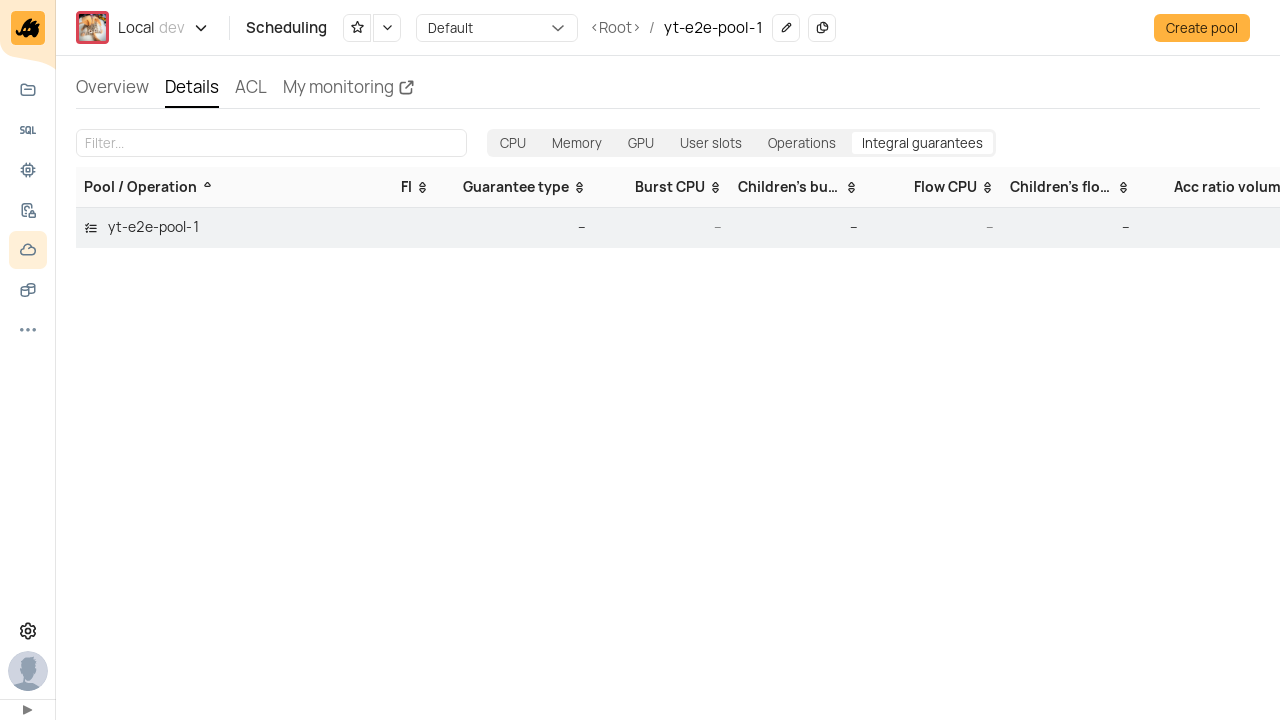 Local dev Scheduling Default <Root> / yt-e2e-pool-1 Create pool
Overview Details ACL My monitoring
SQL
Filter... CPU Memory GPU User slots Operations Integral guarantees
Pool / Operation FI Guarantee type Burst CPU Children's bu... Flow CPU Children's flo... Acc ratio volum
yt-e2e-pool-1 – – – – –